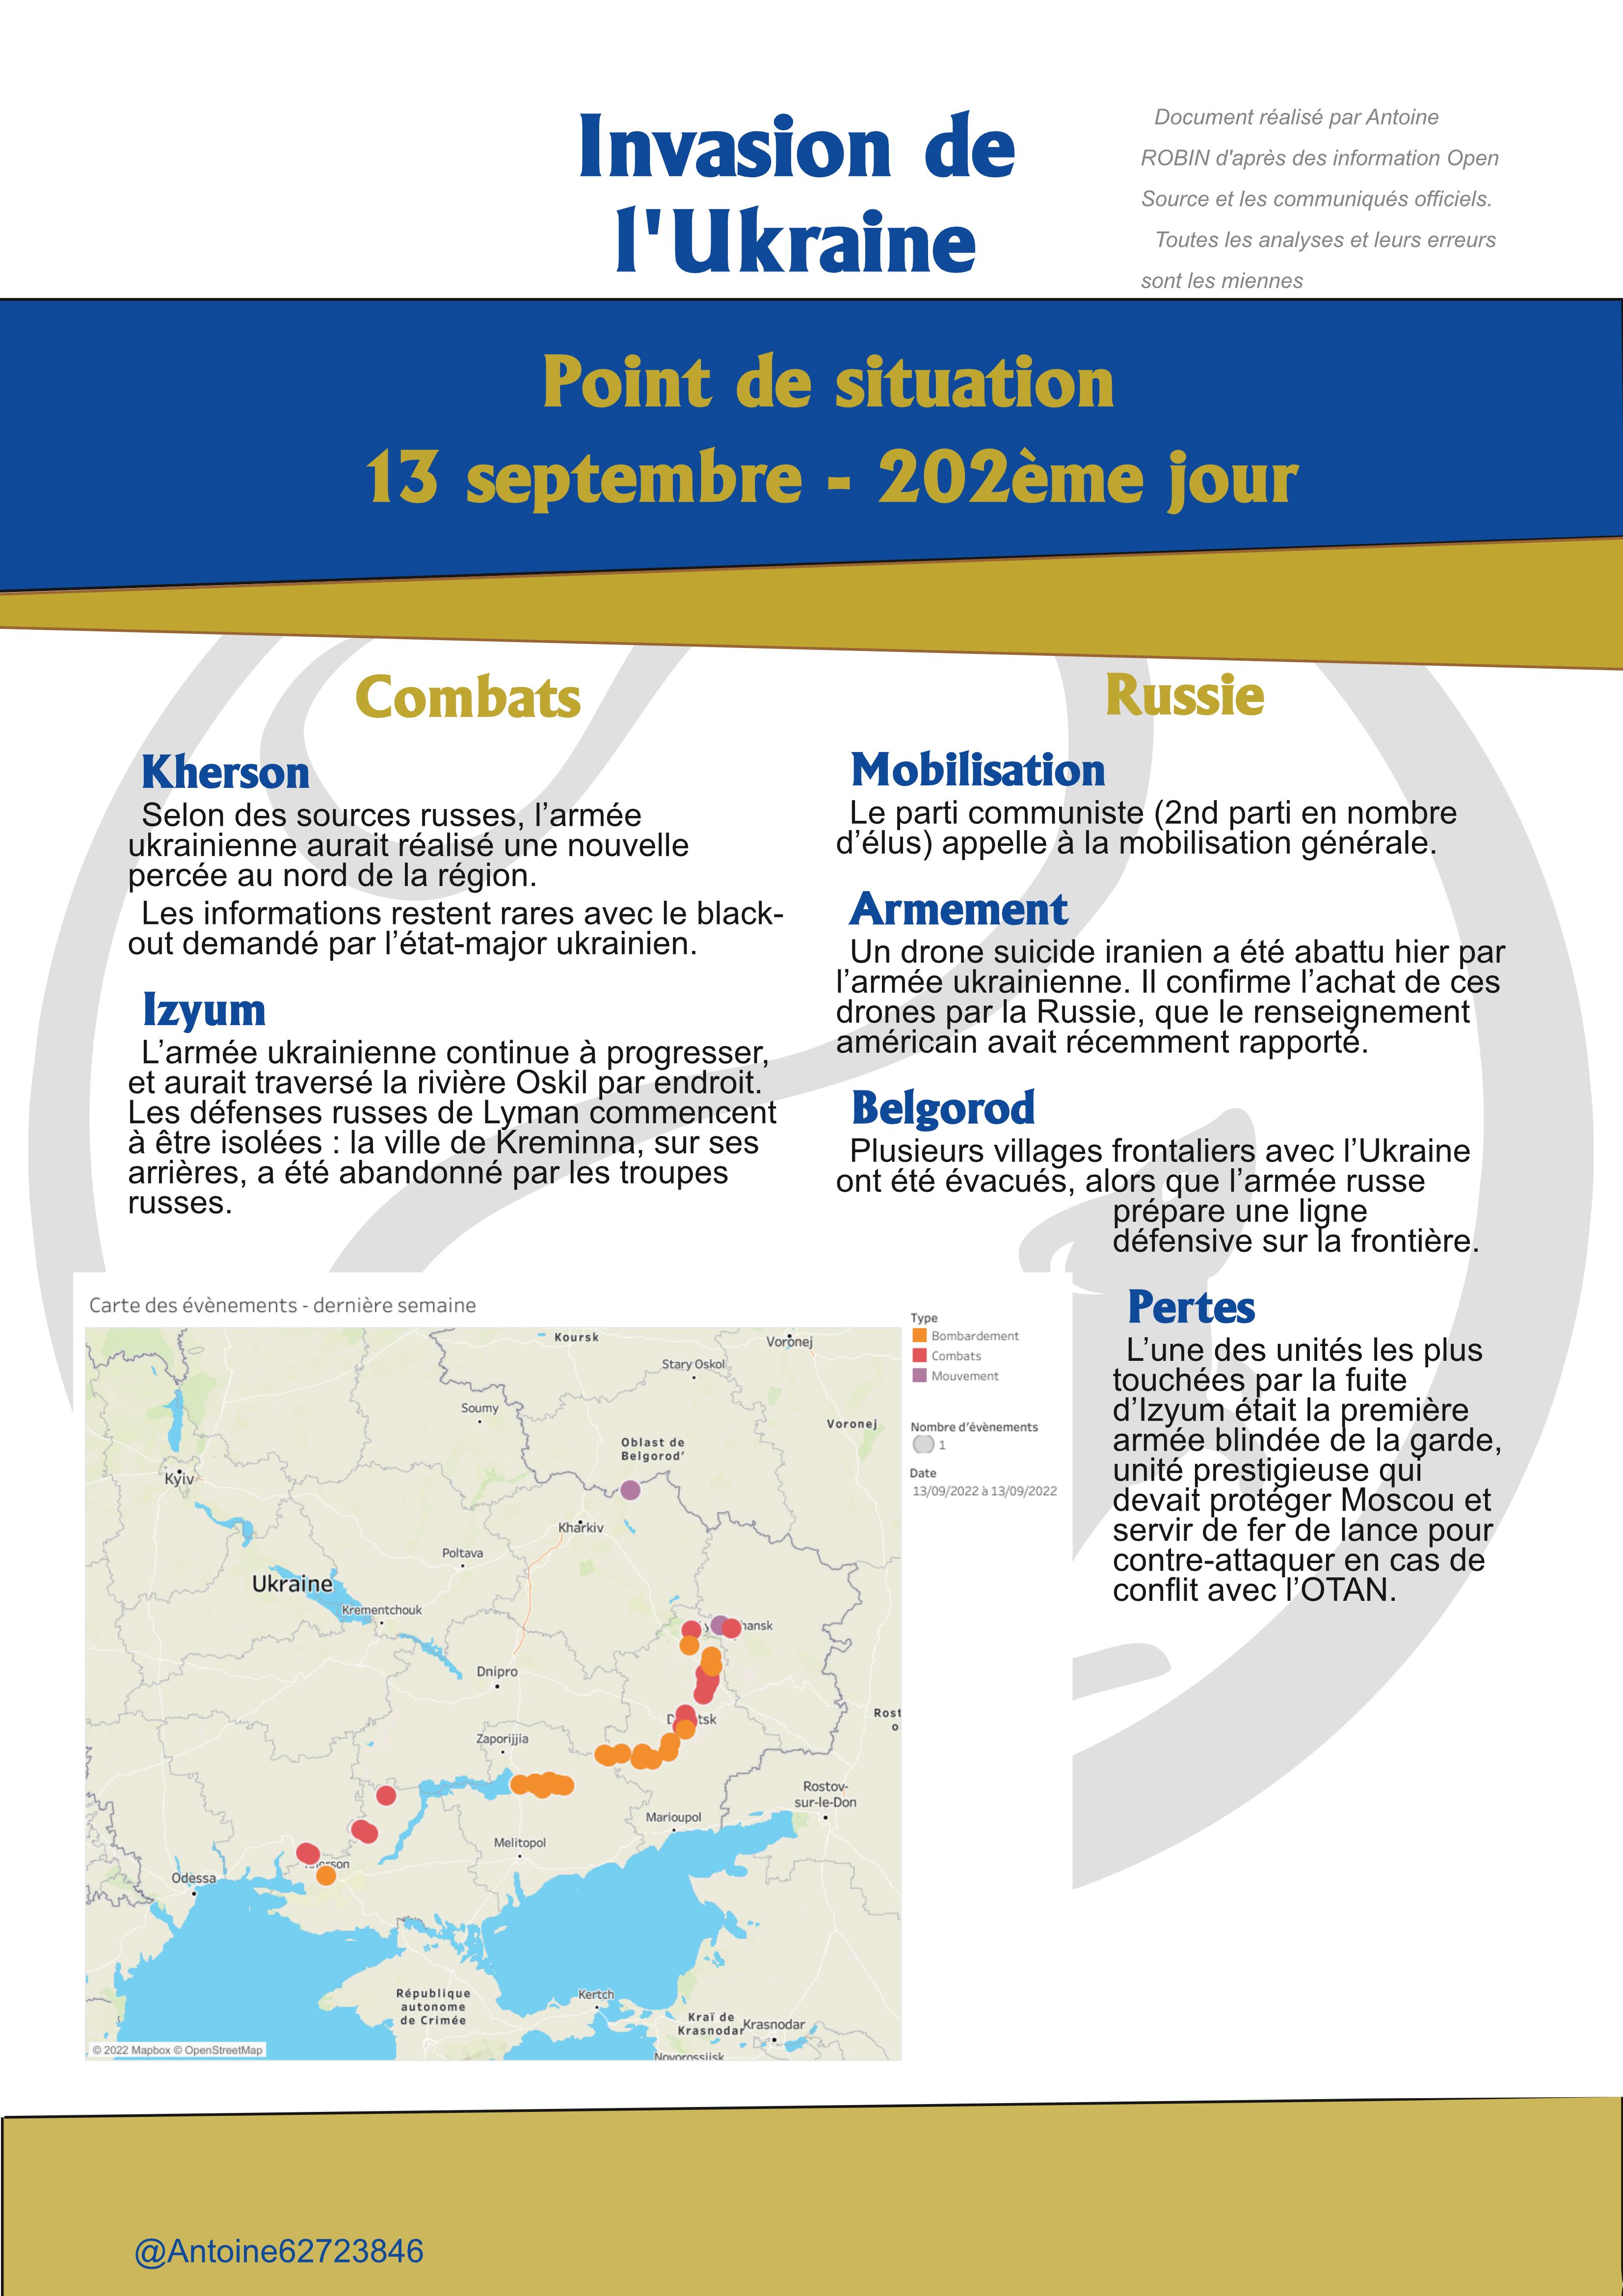 Invasion de
l'Ukraine
Document réalisé par Antoine
ROBIN d'après des information Open
Source et les communiqués officiels.
Toutes les analyses et leurs erreurs
sont les miennes
Point de situation
13 septembre - 202ème jour
Combats
Kherson
Selon des sources russes, l’armée
ukrainienne aurait réalisé une nouvelle
percée au nord de la région.
Les informations restent rares avec le black-
out demandé par l’état-major ukrainien.
Izyum
L’armée ukrainienne continue à progresser,
et aurait traversé la rivière Oskil par endroit.
Les défenses russes de Lyman commencent
à être isolées : la ville de Kreminna, sur ses
arrières, a été abandonné par les troupes
russes.
Russie
Mobilisation
Le parti communiste (2nd parti en nombre
d’élus) appelle à la mobilisation générale.
Armement
Un drone suicide iranien a été abattu hier par
l’armée ukrainienne. Il confirme l’achat de ces
drones par la Russie, que le renseignement
américain avait récemment rapporté.
Belgorod
Plusieurs villages frontaliers avec l’Ukraine
ont été évacués, alors que l’armée russe
prépare une ligne
défensive sur la frontière.
Pertes
L’une des unités les plus
touchées par la fuite
d’Izyum était la première
armée blindée de la garde,
unité prestigieuse qui
devait protéger Moscou et
servir de fer de lance pour
contre-attaquer en cas de
conflit avec l’OTAN.
Carte des évènements - dernière semaine
Koursk
Voronej
Stary Oskol
Soumy
Voronej
Oblast de
Belgorod'
Kyiv
Kharkiv
Poltava
Ukraine
Krementchouk
Dnipro
Zaporijjia
Rostov-
sur-le-Don
Marioupol
Melitopol
Odessa
République
autonome
de Crimée
Kertch
Kraï de
Krasnodar
Krasnodar
Novorossiisk
© 2022 Mapbox © OpenStreetMap
Type
Bombardement
Combats
Mouvement
Nombre d’évènements
1
Date
13/09/2022 à 13/09/2022
@Antoine62723846